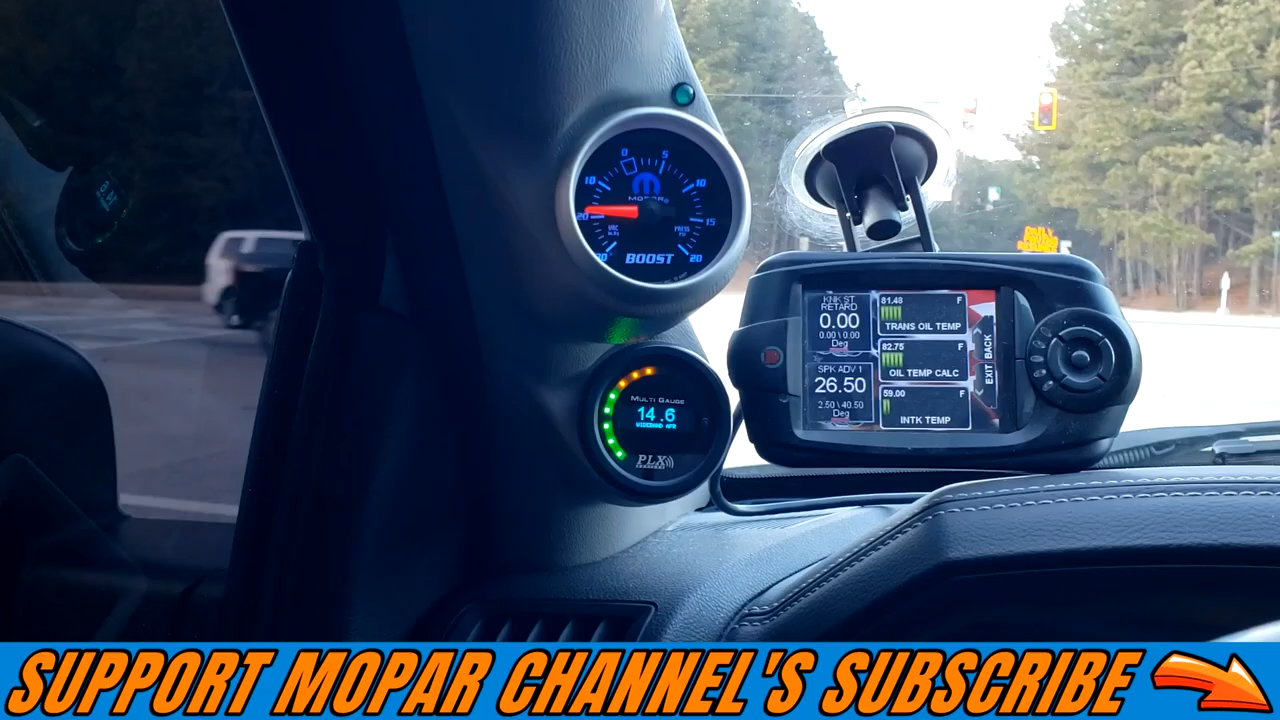 0
5
10
10
MOPAR
20
15
VAC
PRESS
30
BOOST
20
MULTI GAUGE
14.6
WIDEBAND AFR
PLX
KNK ST
RETARD
0.00
0.00 \ 0.00
Deg
SPK ADV 1
26.50
2.50 \ 40.50
Deg
81.48 F
TRANS OIL TEMP
82.75 F
OIL TEMP CALC
59.00 F
INTK TEMP
BACK
EXIT
SUPPORT MOPAR CHANNEL'S SUBSCRIBE